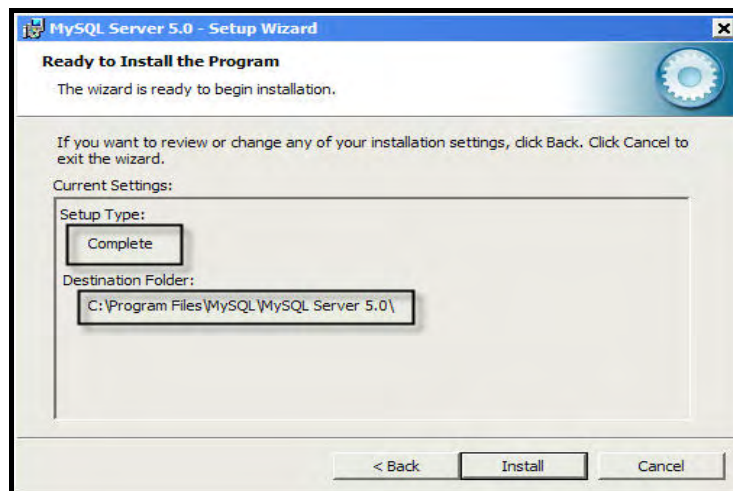 MySQL Server 5.0 - Setup Wizard
Ready to Install the Program
The wizard is ready to begin installation.
If you want to review or change any of your installation settings, click Back. Click Cancel to
exit the wizard.
Current Settings:
Setup Type:
Complete
Destination Folder:
C:\Program Files\MySQL\MySQL Server 5.0\
< Back Install Cancel